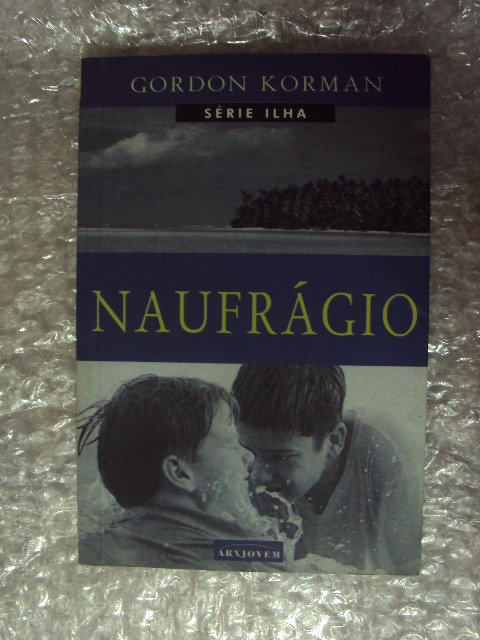 GORDON KORMAN
SÉRIE ILHA
NAUFRÁGIO
ARXJOVEM